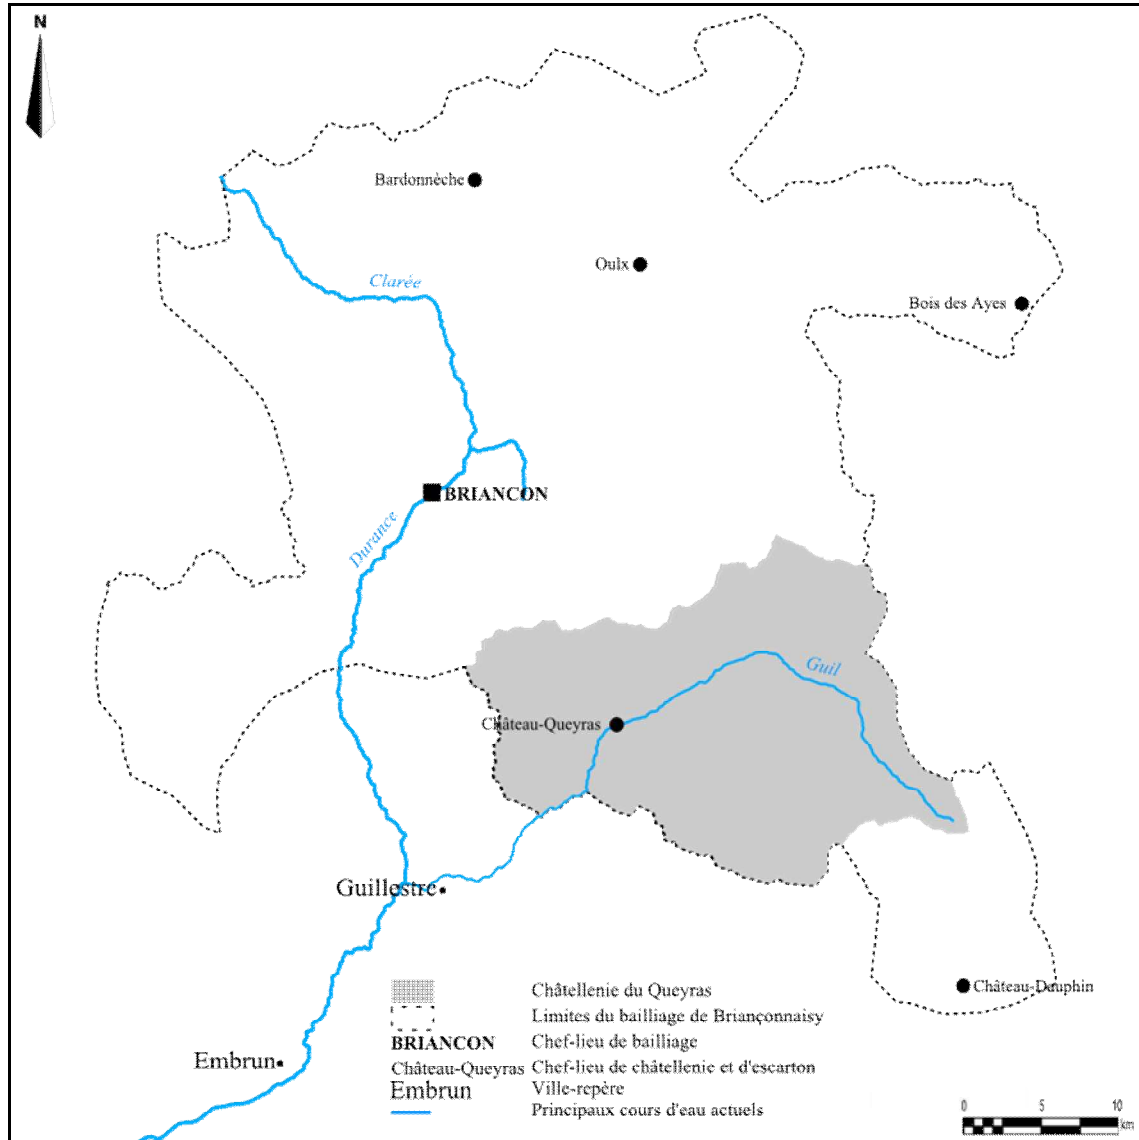 N
Bardonnèche
Oulx
Clarée
Bois des Ayes
BRIANCON
Durance
Guil
Château-Queyras
Guillestre
Châtellenie du Queyras
Château-Dauphin
Limites du bailliage de Briançonnaisy
BRIANCON Chef-lieu de bailliage
Embrun
Château-Queyras Chef-lieu de châtellenie et d'escarton
Embrun Ville-repère
Principaux cours d'eau actuels
0 5 10
km